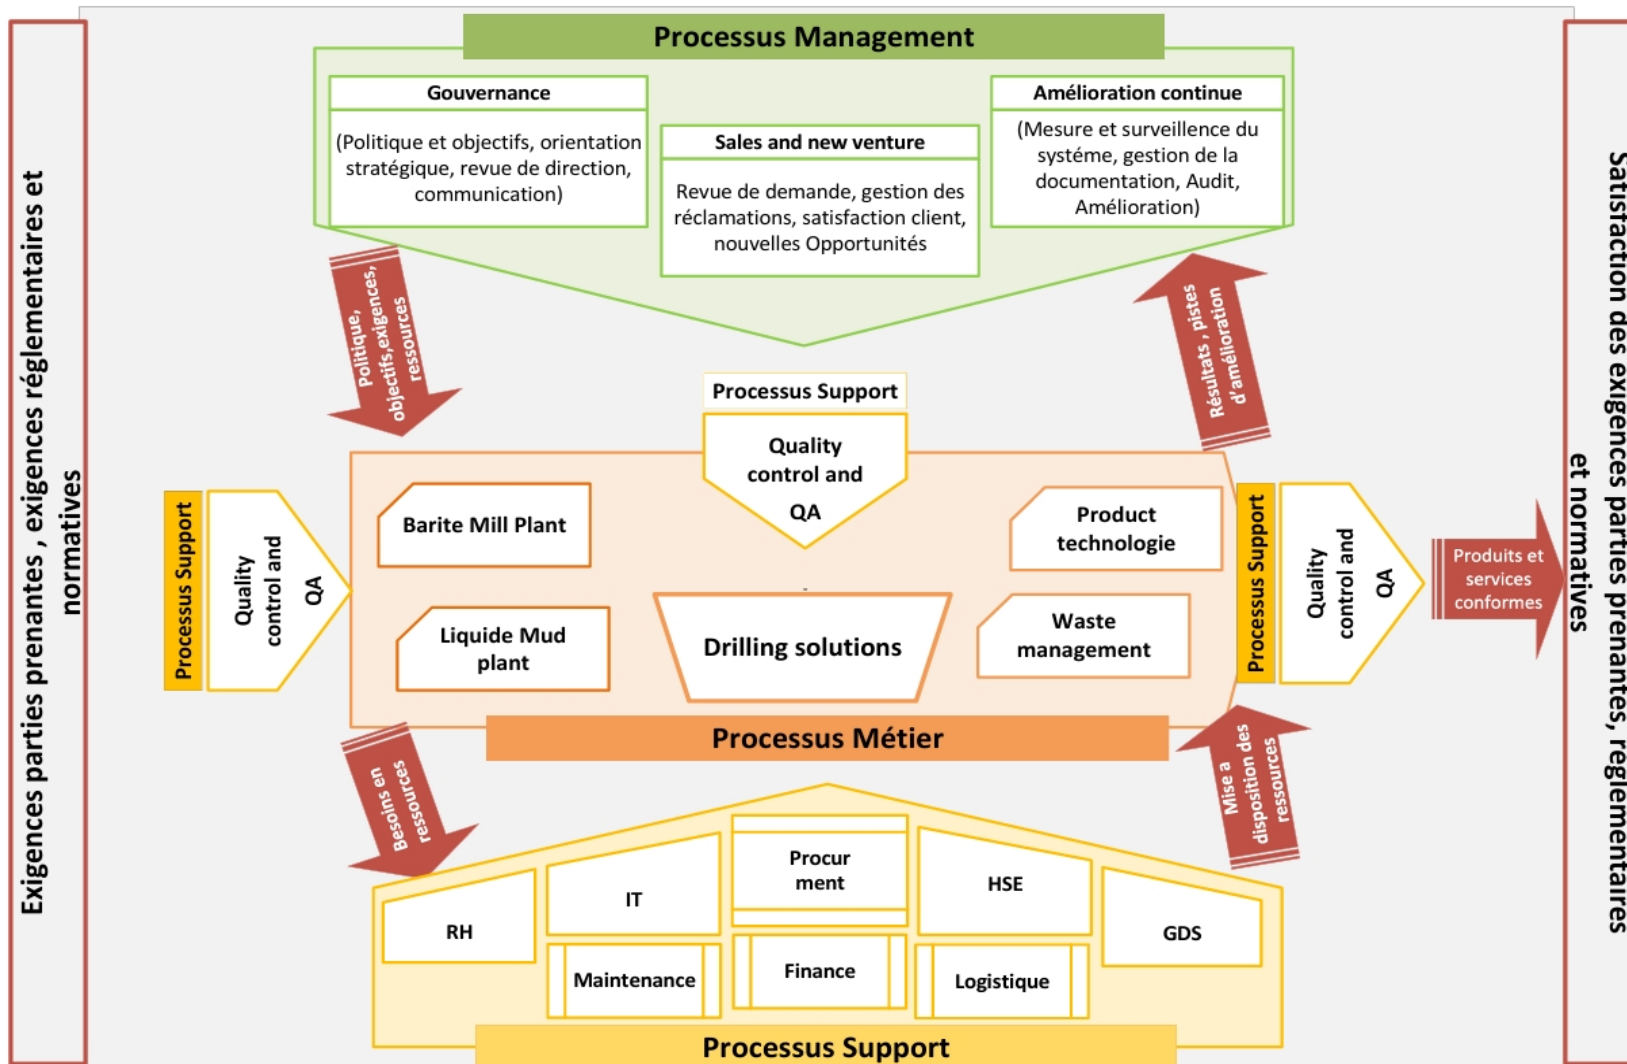 Processus Management
Gouvernance
(Politique et objectifs, orientation
stratégique, revue de direction,
communication)
Sales and new venture
Revue de demande, gestion des
réclamations, satisfaction client,
nouvelles Opportunités
Amélioration continue
(Mesure et surveillence du
systéme, gestion de la
documentation, Audit,
Amélioration)
Exigences parties prenantes , exigences réglementaires et
normatives
Politique,
objectifs,exigences,
ressources
Résultats , pistes
d'amélioration
Processus Support
Quality
control and
QA
Processus Support
Quality
control and
QA
Barite Mill Plant
Liquide Mud
plant
Drilling solutions
Product
technologie
Waste
management
Processus Support
Quality
control and
QA
Produits et
services
conformes
Satisfaction des exigences parties prenantes, réglementaires
et normatives
Processus Métier
Besoins en
ressources
Mise a
disposition des
ressources
RH
IT
Procur
ment
HSE
GDS
Maintenance
Finance
Logistique
Processus Support